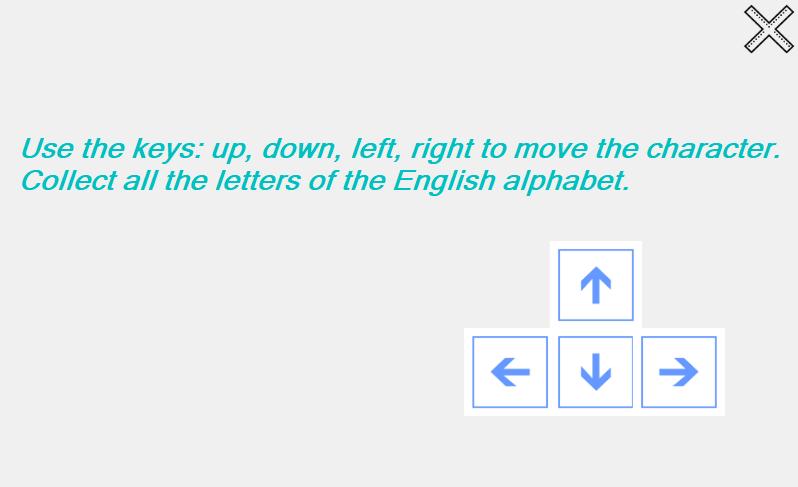 Use the keys: up, down, left, right to move the character.
Collect all the letters of the English alphabet.